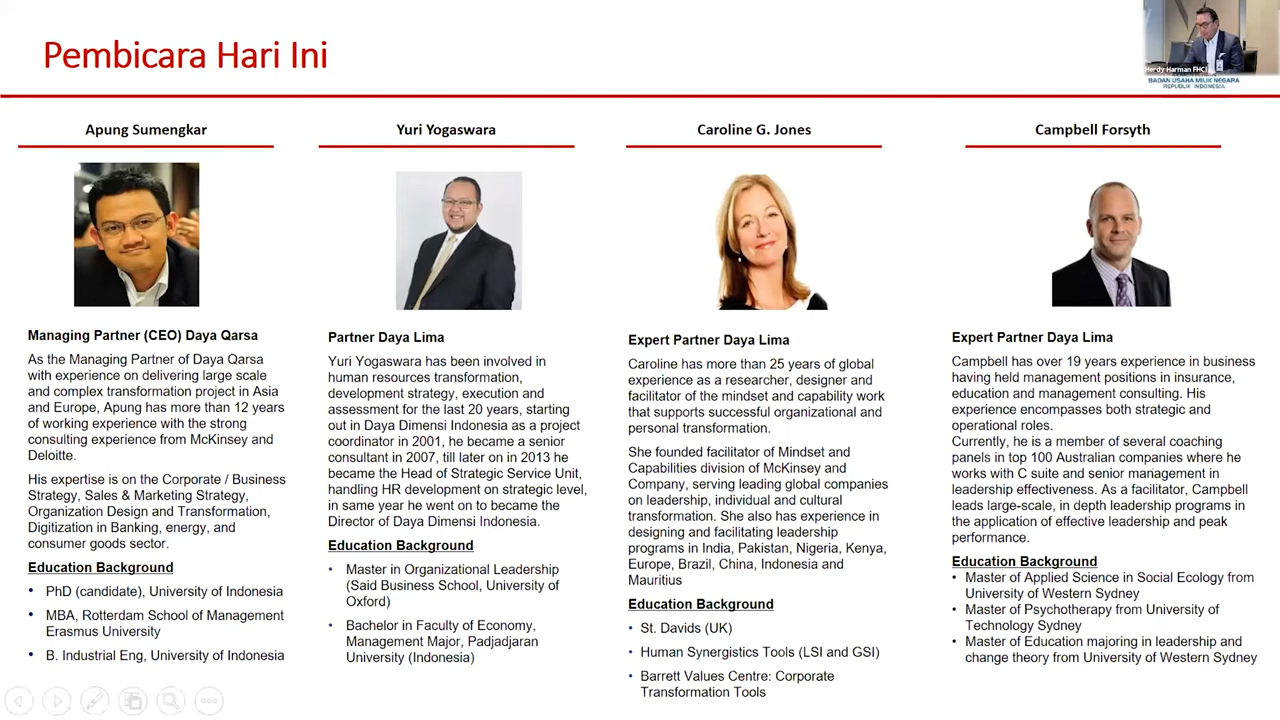 Pembicara Hari Ini
Herdy Harman FHCI
BADAN USAHA MILIK NEGARA
REPUBLIK INDONESIA
Apung Sumengkar
Managing Partner (CEO) Daya Qarsa
As the Managing Partner of Daya Qarsa
with experience on delivering large scale
and complex transformation project in Asia
and Europe, Apung has more than 12 years
of working experience with the strong
consulting experience from McKinsey and
Deloitte.
His expertise is on the Corporate / Business
Strategy, Sales & Marketing Strategy,
Organization Design and Transformation,
Digitization in Banking, energy, and
consumer goods sector.
Education Background
• PhD (candidate), University of Indonesia
• MBA, Rotterdam School of Management
Erasmus University
• B. Industrial Eng, University of Indonesia
Yuri Yogaswara
Partner Daya Lima
Yuri Yogaswara has been involved in
human resources transformation,
development strategy, execution and
assessment for the last 20 years, starting
out in Daya Dimensi Indonesia as a project
coordinator in 2001, he became a senior
consultant in 2007, till later on in 2013 he
became the Head of Strategic Service Unit,
handling HR development on strategic level,
in same year he went on to became the
Director of Daya Dimensi Indonesia.
Education Background
• Master in Organizational Leadership
(Said Business School, University of
Oxford)
• Bachelor in Faculty of Economy,
Management Major, Padjadjaran
University (Indonesia)
Caroline G. Jones
Expert Partner Daya Lima
Caroline has more than 25 years of global
experience as a researcher, designer and
facilitator of the mindset and capability work
that supports successful organizational and
personal transformation.
She founded facilitator of Mindset and
Capabilities division of McKinsey and
Company, serving leading global companies
on leadership, individual and cultural
transformation. She also has experience in
designing and facilitating leadership
programs in India, Pakistan, Nigeria, Kenya,
Europe, Brazil, China, Indonesia and
Mauritius
Education Background
• St. Davids (UK)
• Human Synergistics Tools (LSI and GSI)
• Barrett Values Centre: Corporate
Transformation Tools
Campbell Forsyth
Expert Partner Daya Lima
Campbell has over 19 years experience in business
having held management positions in insurance,
education and management consulting. His
experience encompasses both strategic and
operational roles.
Currently, he is a member of several coaching
panels in top 100 Australian companies where he
works with C suite and senior management in
leadership effectiveness. As a facilitator, Campbell
leads large-scale, in depth leadership programs in
the application of effective leadership and peak
performance.
Education Background
• Master of Applied Science in Social Ecology from
University of Western Sydney
• Master of Psychotherapy from University of
Technology Sydney
• Master of Education majoring in leadership and
change theory from University of Western Sydney